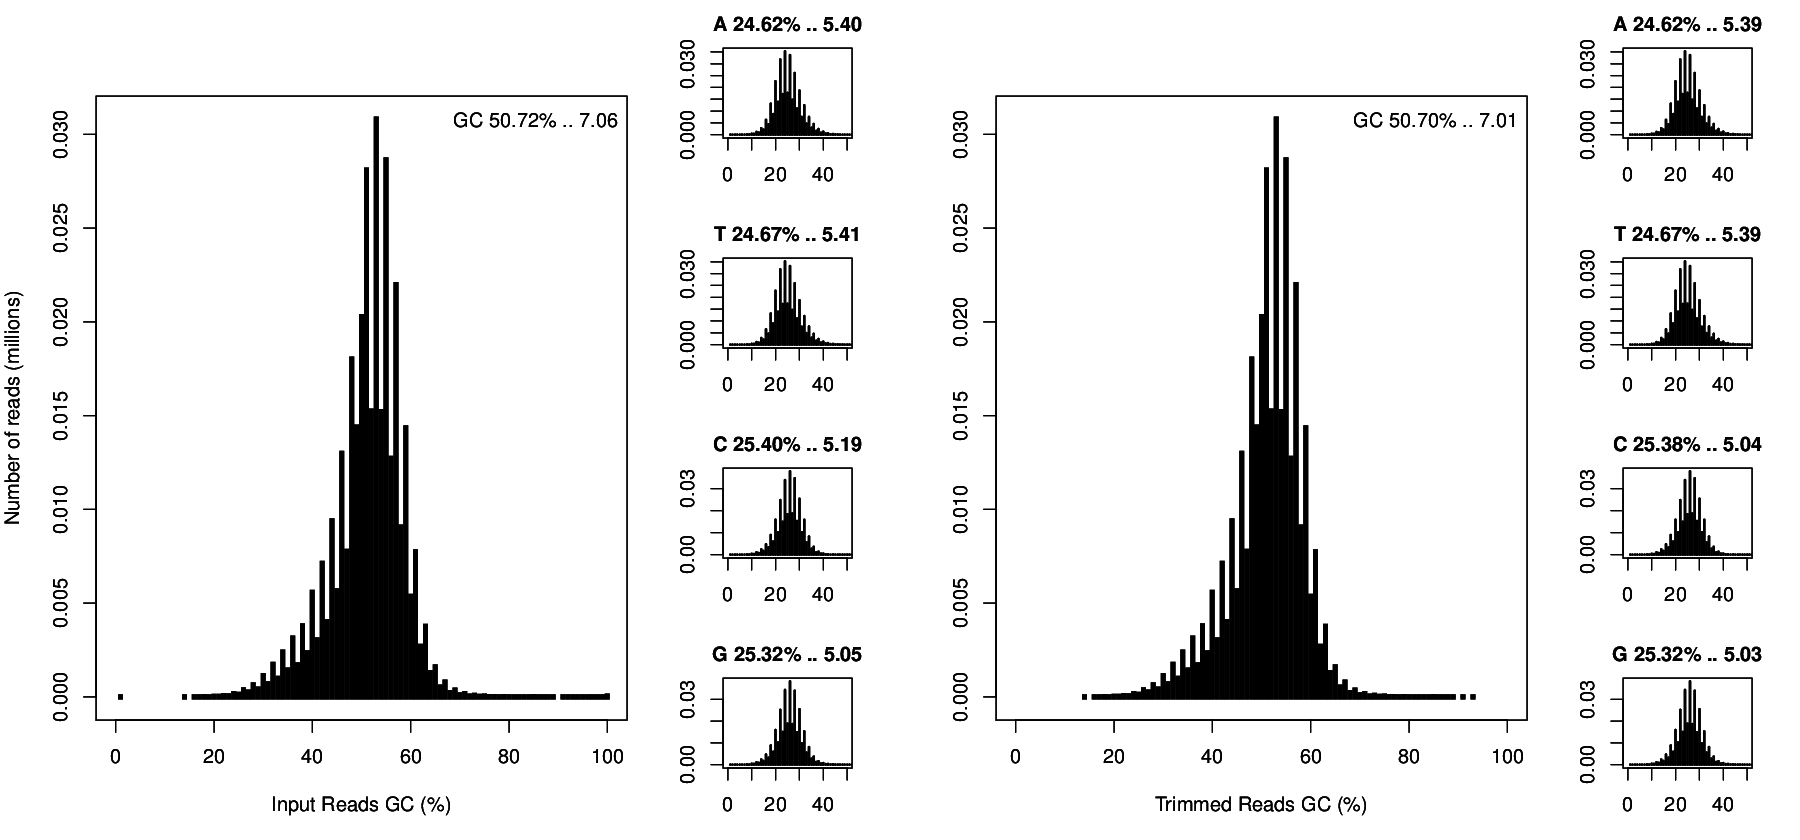 Number of reads (millions)
0.000 0.005 0.010 0.015 0.020 0.025 0.030
GC 50.72% .. 7.06
0 20 40 60 80 100
Input Reads GC (%)
A 24.62% .. 5.40
0.000 0.030
0 20 40
T 24.67% .. 5.41
0.000 0.030
0 20 40
C 25.40% .. 5.19
0.00 0.03
0 20 40
G 25.32% .. 5.05
0.00 0.03
0 20 40
0.000 0.005 0.010 0.015 0.020 0.025 0.030
GC 50.70% .. 7.01
0 20 40 60 80 100
Trimmed Reads GC (%)
A 24.62% .. 5.39
0.000 0.030
0 20 40
T 24.67% .. 5.39
0.000 0.030
0 20 40
C 25.38% .. 5.04
0.00 0.03
0 20 40
G 25.32% .. 5.03
0.00 0.03
0 20 40